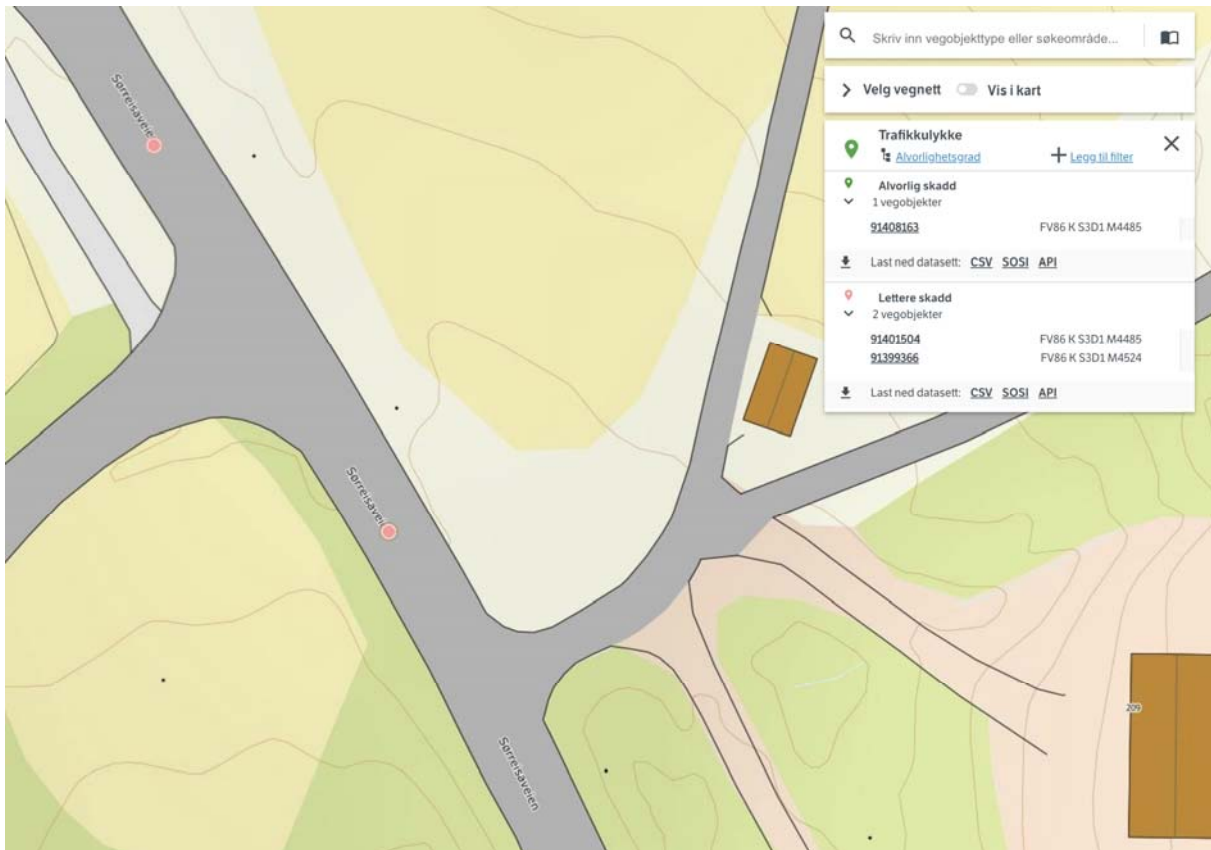 Skriv inn vegobjekttype eller søkeområde...
Velg vegnett Vis i kart
Trafikkulykke
Alvorlighetsgrad Legg til filter
Alvorlig skadd
1 vegobjekter
91408163 FV86 K S3D1 M4485
Last ned datasett: CSV SOSI API
Lettere skadd
2 vegobjekter
91401504 FV86 K S3D1 M4485
91399366 FV86 K S3D1 M4524
Last ned datasett: CSV SOSI API
Sørreisaveie
Sørreisaveie
Sørreisaveien
209